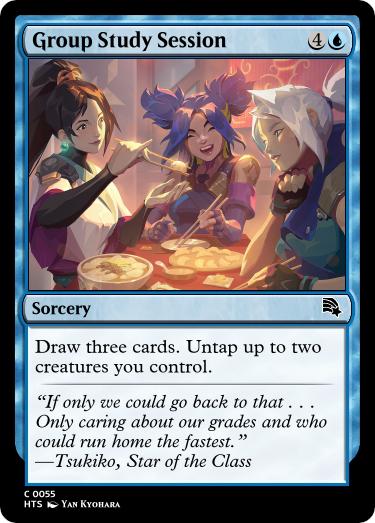 Group Study Session 4
Sorcery
Draw three cards. Untap up to two
creatures you control.
“If only we could go back to that . . .
Only caring about our grades and who
could run home the fastest.”
—Tsukiko, Star of the Class
C 0055
HTS Yan Kyohara